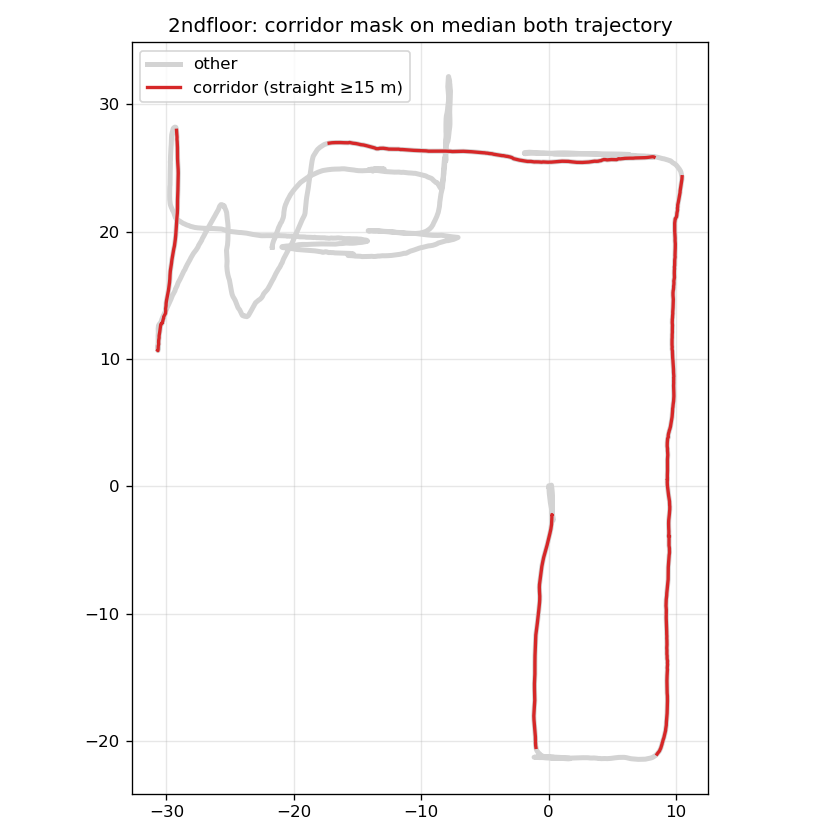 2ndfloor: corridor mask on median both trajectory
other
corridor (straight ≥15 m)
30
20
10
0
−10
−20
−30 −20 −10 0 10